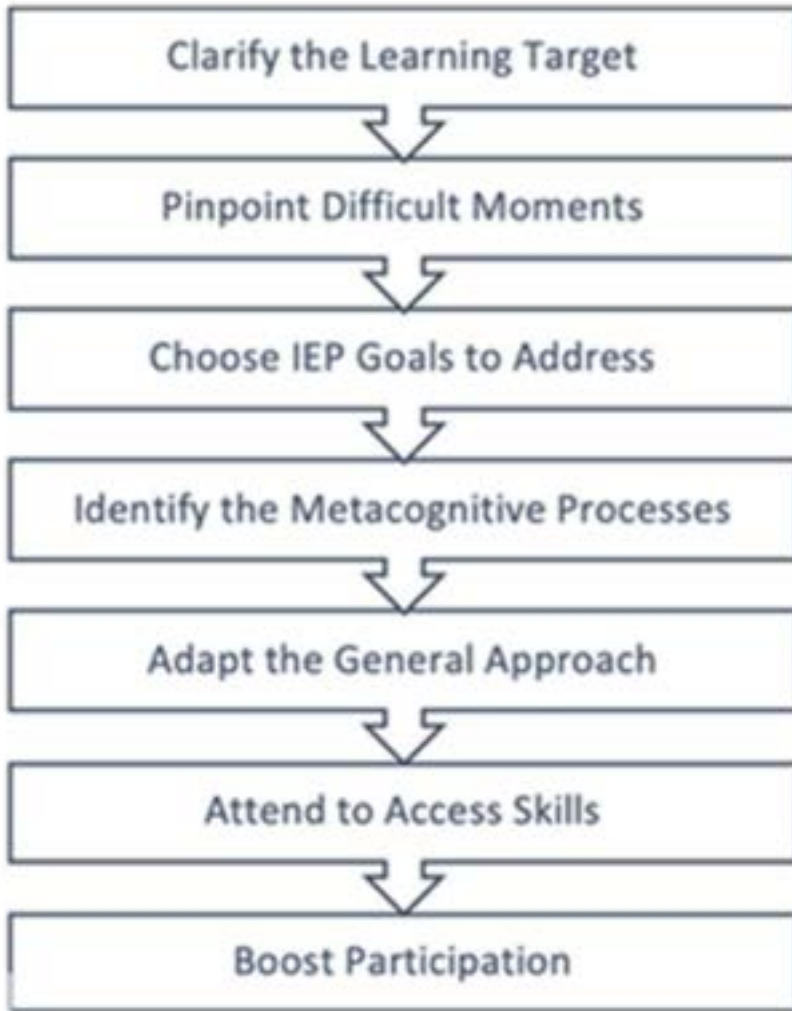 Clarify the Learning Target
Pinpoint Difficult Moments
Choose IEP Goals to Address
Identify the Metacognitive Processes
Adapt the General Approach
Attend to Access Skills
Boost Participation